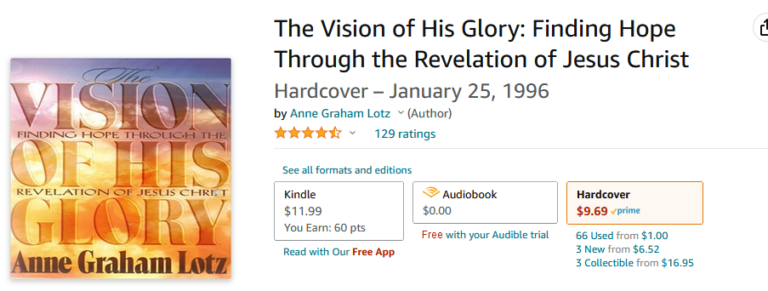 The
VISION
FINDING HOPE THROUGH THE
OF HIS
REVELATION OF JESUS CHRIST
GLORY
Anne Graham Lotz
The Vision of His Glory: Finding Hope
Through the Revelation of Jesus Christ
Hardcover – January 25, 1996
by Anne Graham Lotz (Author)
129 ratings
See all formats and editions
Kindle
$11.99
You Earn: 60 pts
Read with Our Free App
Audiobook
$0.00
Free with your Audible trial
Hardcover
$9.69 prime
66 Used from $1.00
3 New from $6.52
3 Collectible from $16.95